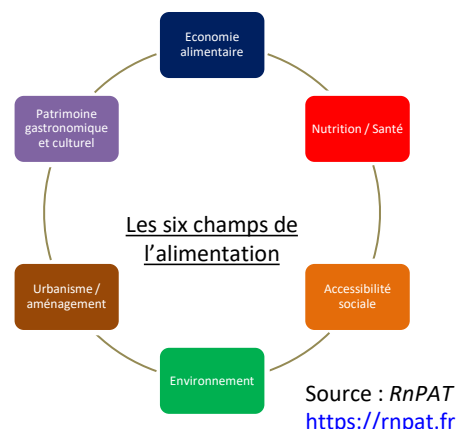 Economie
alimentaire
Nutrition / Santé
Accessibilité
sociale
Environnement
Urbanisme /
aménagement
Patrimoine
gastronomique
et culturel
Les six champs de
l’alimentation
Source : RnPAT
https://rnpat.fr